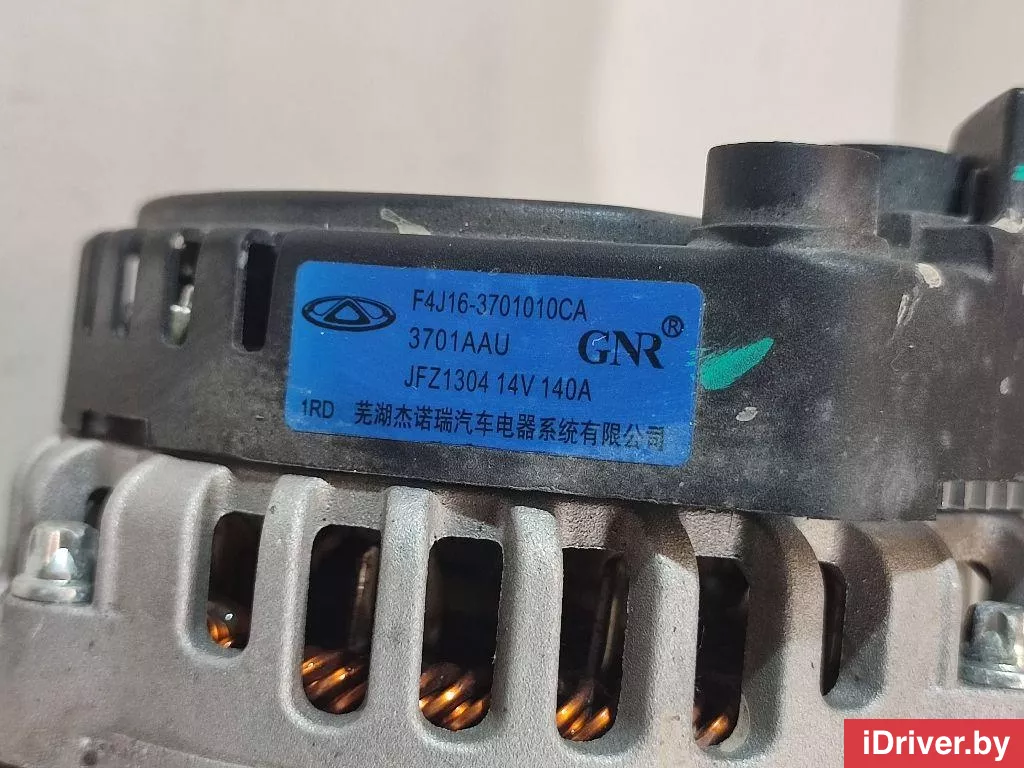 F4J16-3701010CA
3701AAU
GNR®
JFZ1304 14V 140A
1RD 芜湖杰诺瑞汽车电器系统有限公司
iDriver.by